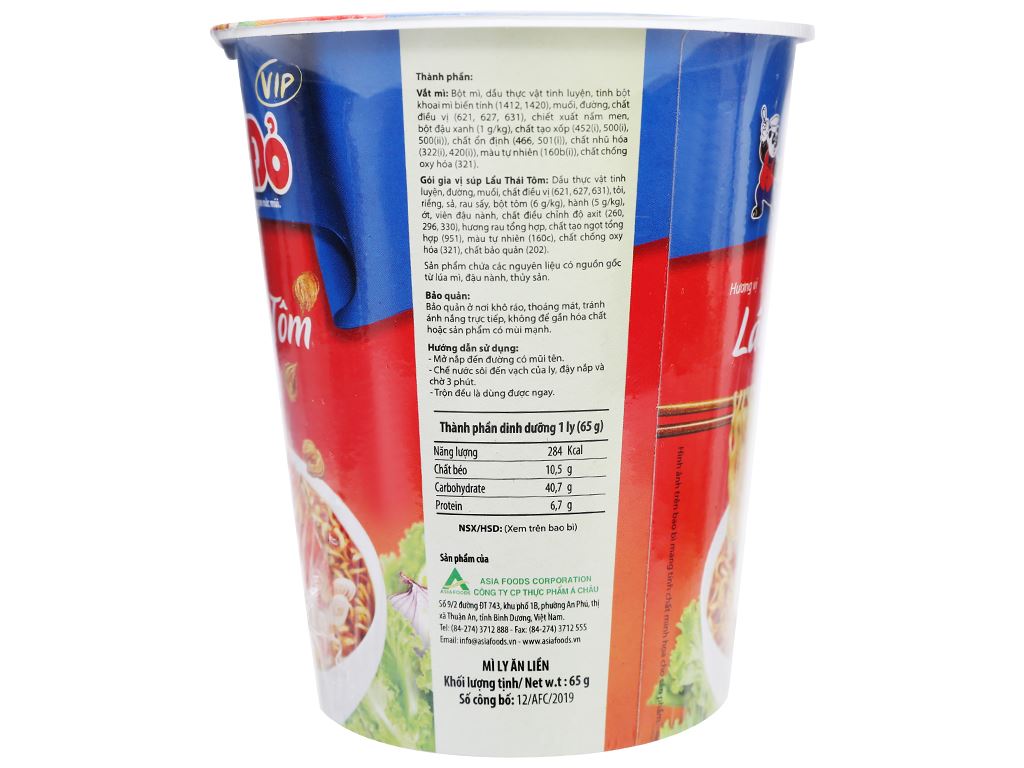 VIP
Đỏ
Tôm
Thành phần:
Vắt mì: Bột mì, dầu thực vật tinh luyện, tinh bột
khoai mì biến tính (1412, 1420), muối, đường, chất
điều vị (621, 627, 631), chiết xuất nấm men,
bột đậu xanh (1 g/kg), chất tạo xốp (452(i), 500(i),
500(ii)), chất ổn định (466, 501(i)), chất nhũ hóa
(322(i), 420(i)), màu tự nhiên (160b(i)), chất chống
oxy hóa (321).
Gói gia vị súp Lẩu Thái Tôm: Dầu thực vật tinh
luyện, đường, muối, chất điều vị (621, 627, 631), tỏi,
riềng, sả, rau sấy, bột tôm (6 g/kg), hành (5 g/kg),
ớt, viên đậu nành, chất điều chỉnh độ axit (260,
296, 330), hương rau tổng hợp, chất tạo ngọt tổng
hợp (951), màu tự nhiên (160c), chất chống oxy
hóa (321), chất bảo quản (202).
Sản phẩm chứa các nguyên liệu có nguồn gốc
từ lúa mì, đậu nành, thủy sản.
Bảo quản:
Bảo quản ở nơi khô ráo, thoáng mát, tránh
ánh nắng trực tiếp, không để gần hóa chất
hoặc sản phẩm có mùi mạnh.
Hướng dẫn sử dụng:
- Mở nắp đến đường có mũi tên.
- Chế nước sôi đến vạch của ly, đậy nắp và
chờ 3 phút.
- Trộn đều là dùng được ngay.
Thành phần dinh dưỡng 1 ly (65 g)
Năng lượng 284 Kcal
Chất béo 10,5 g
Carbohydrate 40,7 g
Protein 6,7 g
NSX/HSD: (Xem trên bao bì)
Sản phẩm của
ASIA FOODS
ASIA FOODS CORPORATION
CÔNG TY CP THỰC PHẨM Á CHÂU
Số 9/2 đường ĐT 743, khu phố 1B, phường An Phú, thị
xã Thuận An, tỉnh Bình Dương, Việt Nam.
Tel: (84-274) 3712 888 - Fax: (84-274) 3712 555
Email: info@asiafoods.vn - www.asiafoods.vn
MÌ LY ĂN LIỀN
Khối lượng tịnh/ Net w.t : 65 g
Số công bố: 12/AFC/2019
Hương vị
Hình ảnh trên bao bì mang tính chất minh họa cho sản phẩm.